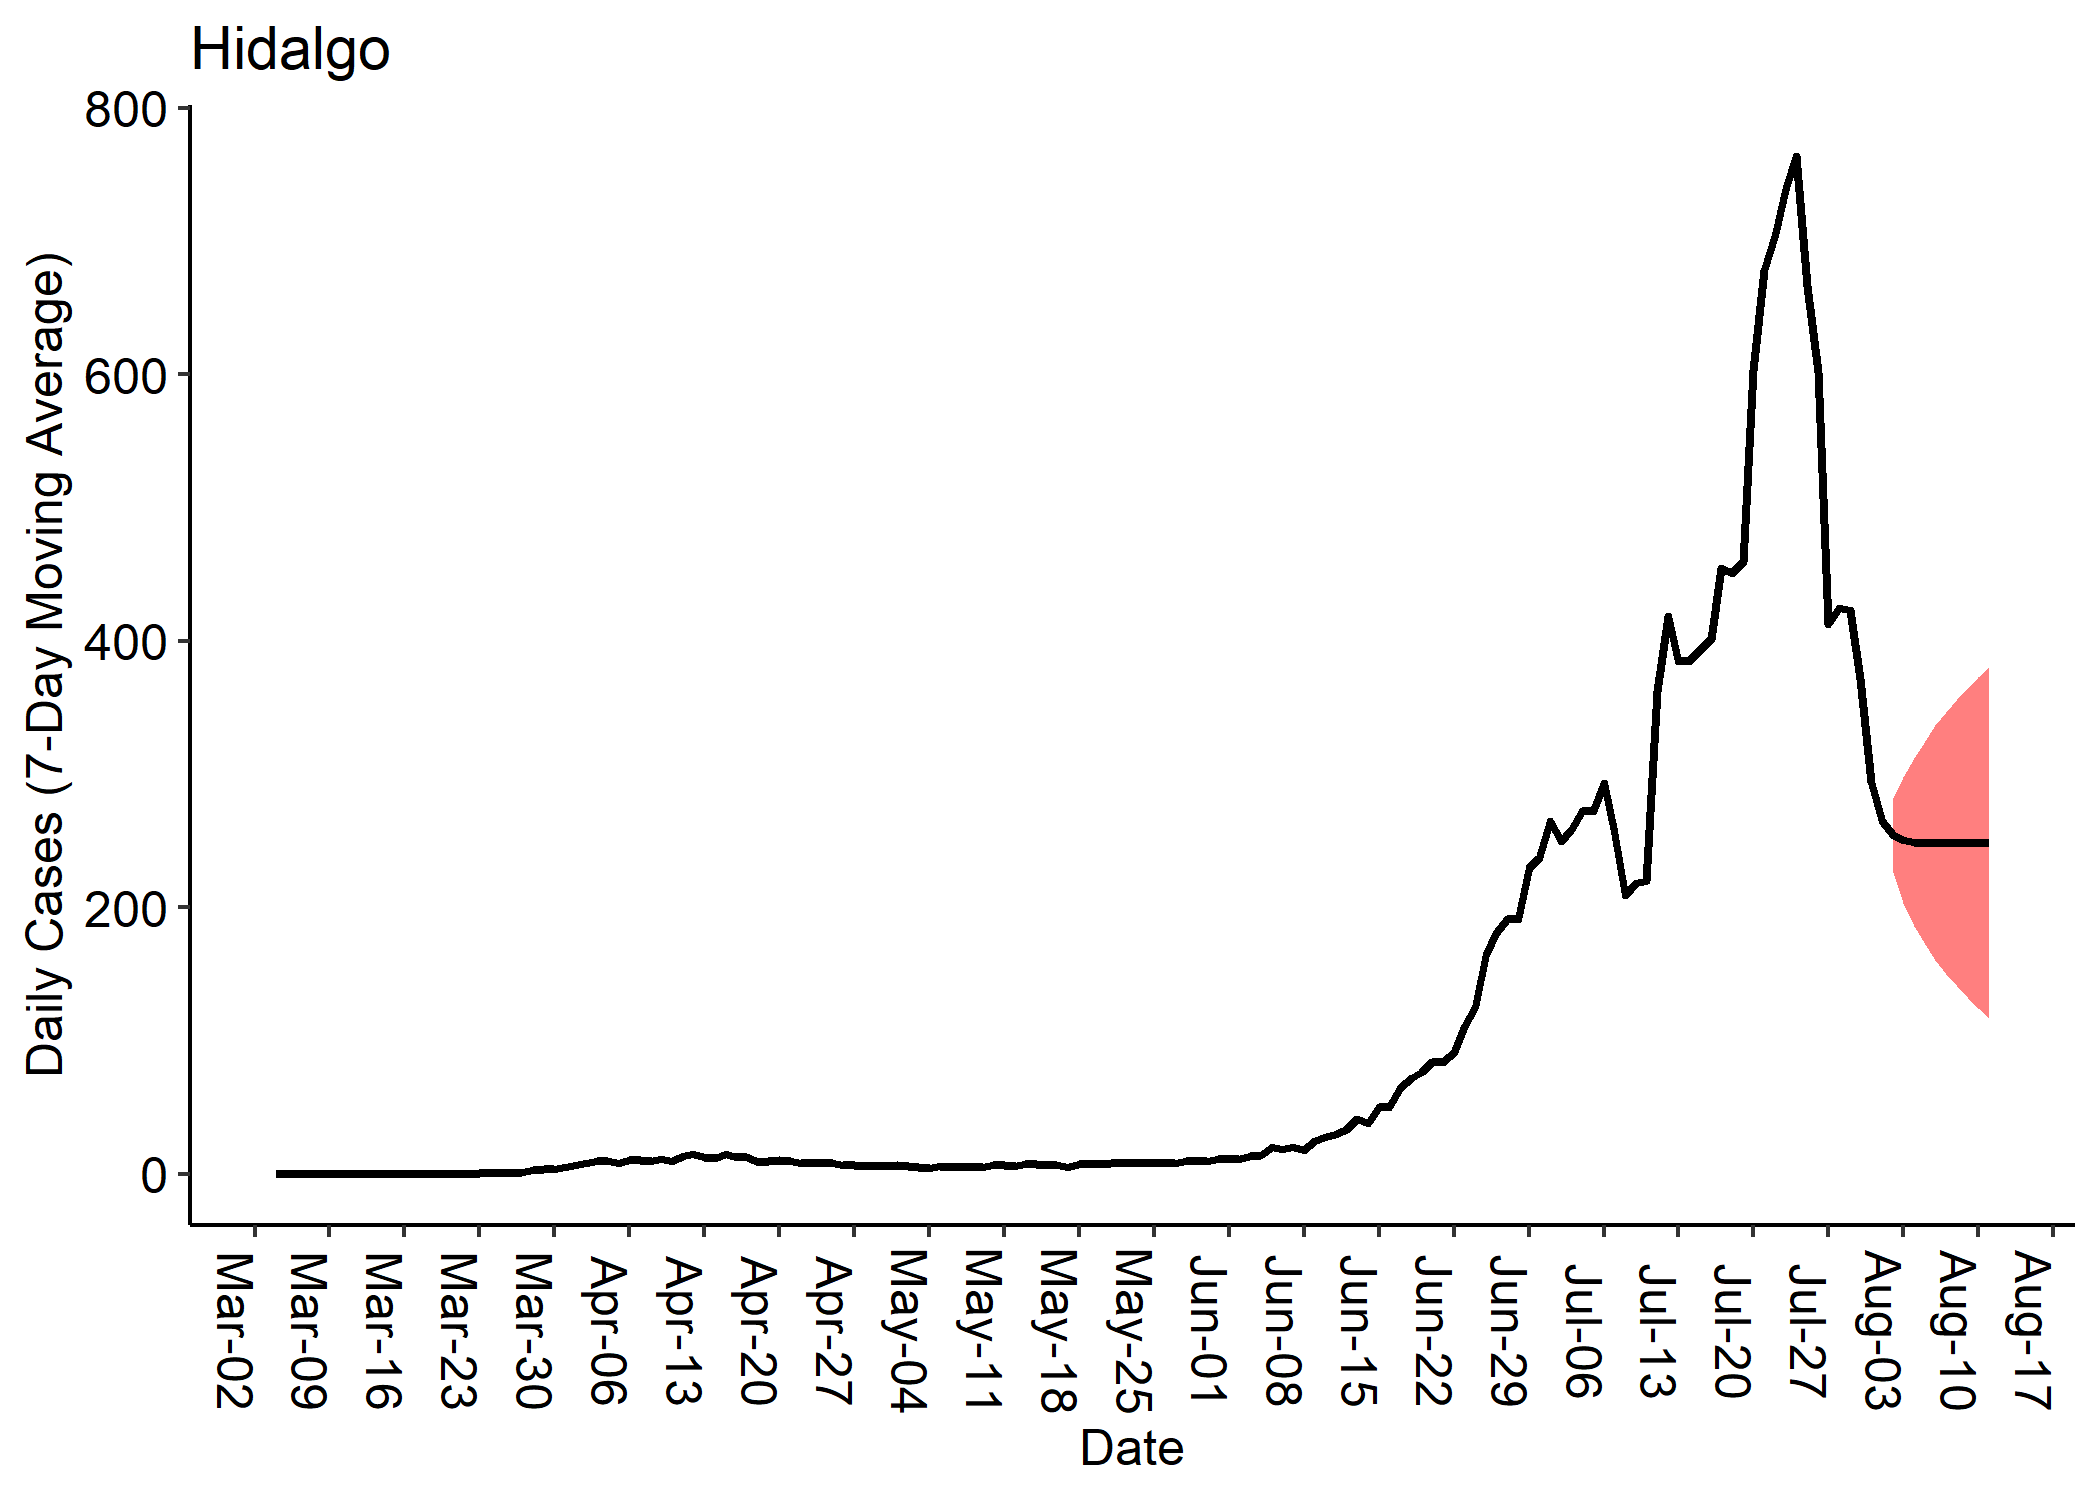 Hidalgo
800
600
400
200
0
Daily Cases (7-Day Moving Average)
Mar-02
Mar-09
Mar-16
Mar-23
Mar-30
Apr-06
Apr-13
Apr-20
Apr-27
May-04
May-11
May-18
May-25
Jun-01
Jun-08
Jun-15
Jun-22
Jun-29
Jul-06
Jul-13
Jul-20
Jul-27
Aug-03
Aug-10
Aug-17
Date